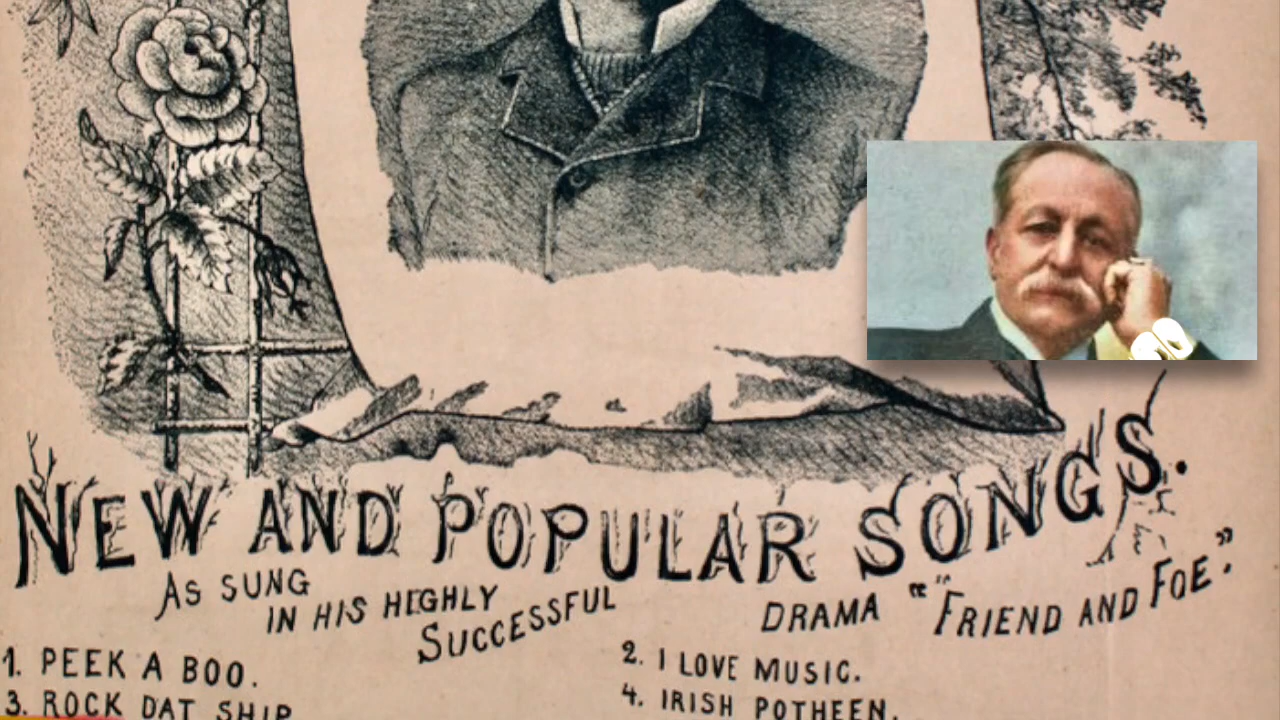 NEW AND POPULAR SONGS.
AS SUNG
IN HIS HIGHLY
SUCCESSFUL
DRAMA "FRIEND AND FOE."
1. PEEK A BOO.
2. I LOVE MUSIC.
3. ROCK DAT SHIP
4. IRISH POTHEEN.